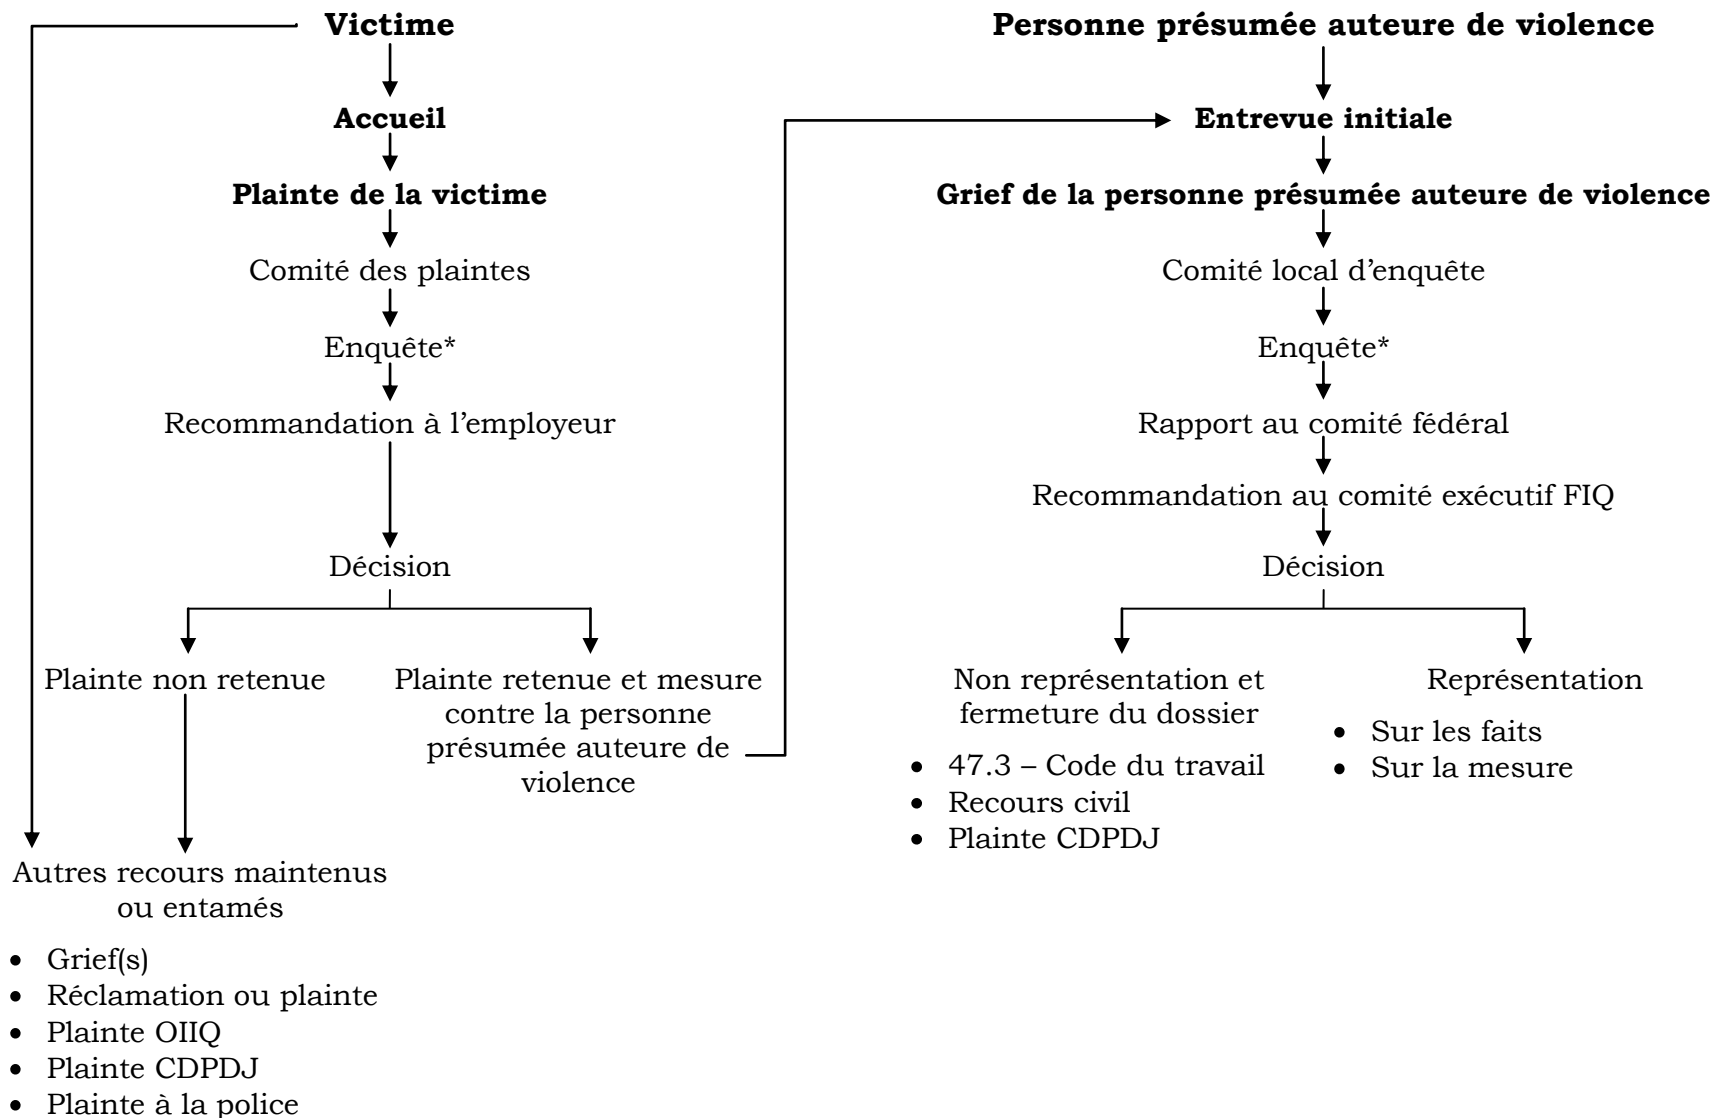 Victime
Accueil
Plainte de la victime
Comité des plaintes
Enquête*
Recommandation à l’employeur
Décision
Plainte non retenue
Plainte retenue et mesure
contre la personne
présumée auteure de
violence
Autres recours maintenus
ou entamés
• Grief(s)
• Réclamation ou plainte
• Plainte OIIQ
• Plainte CDPDJ
• Plainte à la police
Personne présumée auteure de violence
Entrevue initiale
Grief de la personne présumée auteure de violence
Comité local d’enquête
Enquête*
Rapport au comité fédéral
Recommandation au comité exécutif FIQ
Décision
Non représentation et
fermeture du dossier
• 47.3 – Code du travail
• Recours civil
• Plainte CDPDJ
Représentation
• Sur les faits
• Sur la mesure